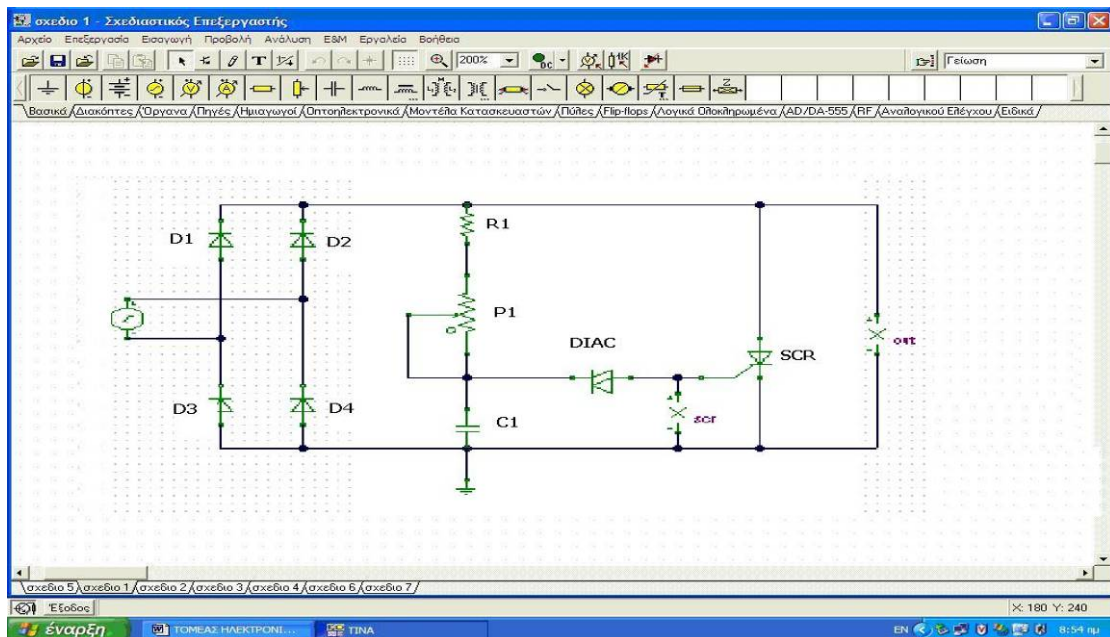 σχεδιο 1 - Σχεδιαστικός Επεξεργαστής
Αρχείο Επεξεργασία Εισαγωγή Προβολή Ανάλυση Ε&Μ Εργαλεία Βοήθεια
200% DC 1K Γείωση
Βασικά Διακόπτες Όργανα Πηγές Ημιαγωγοί Οπτοηλεκτρονικά Μοντέλα Κατασκευαστών Πύλες Flip-flops Λογικά Ολοκληρωμένα AD/DA-555 RF Αναλογικού Ελέγχου Ειδικά
R1
D1 D2
P1
DIAC
SCR
out
D3 D4
C1
scr
σχεδιο 5 σχεδιο 1 σχεδιο 2 σχεδιο 3 σχεδιο 4 σχεδιο 6 σχεδιο 7
Έξοδος X: 180 Y: 240
έναρξη ΤΟΜΕΑΣ ΗΛΕΚΤΡΟΝΙ... TINA EN 8:54 πμ